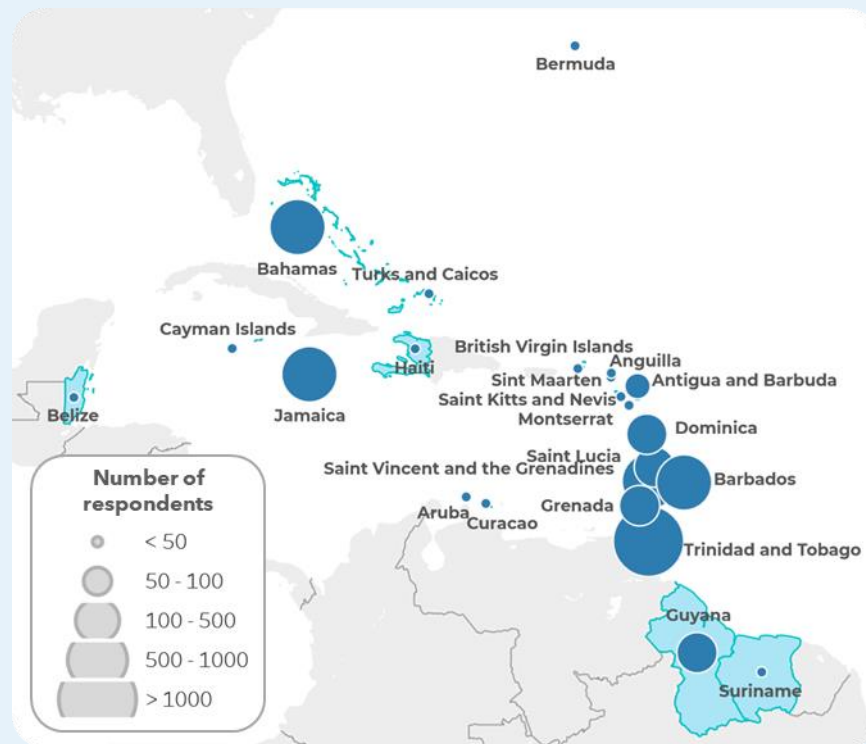 Bermuda
Bahamas
Turks and Caicos
Cayman Islands
Haiti
British Virgin Islands
Anguilla
Sint Maarten
Antigua and Barbuda
Saint Kitts and Nevis
Belize
Jamaica
Montserrat
Dominica
Saint Lucia
Saint Vincent and the Grenadines
Barbados
Grenada
Aruba
Curacao
Trinidad and Tobago
Guyana
Suriname
Number of
respondents
< 50
50 - 100
100 - 500
500 - 1000
> 1000